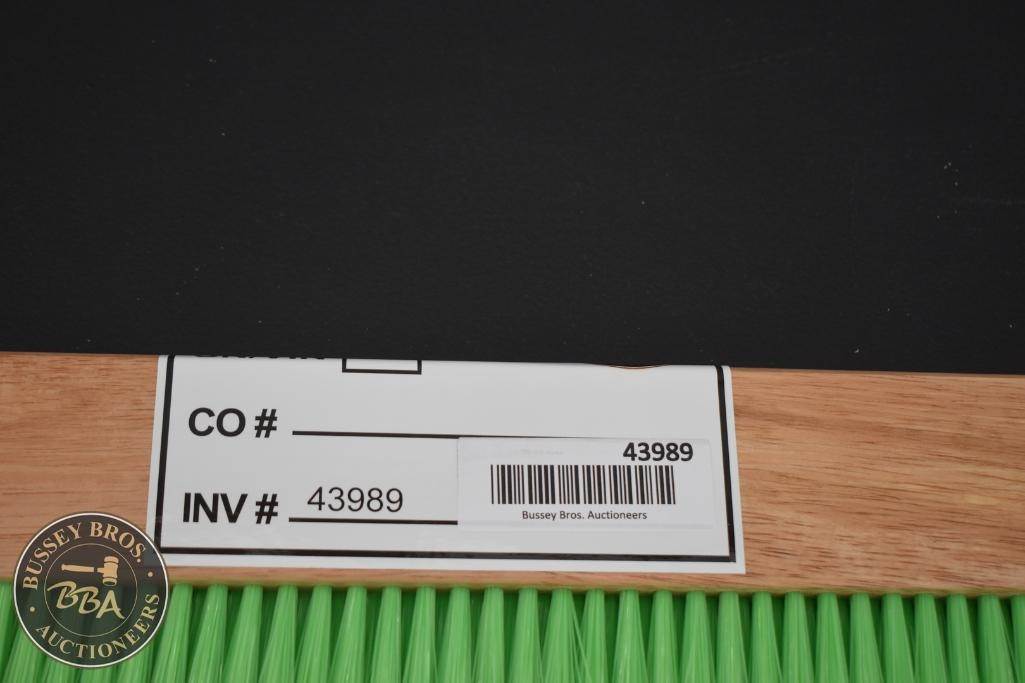 CO #
43989
INV # 43989
Bussey Bros. Auctioneers
BUSSEY BROS.
BBA
AUCTIONEERS